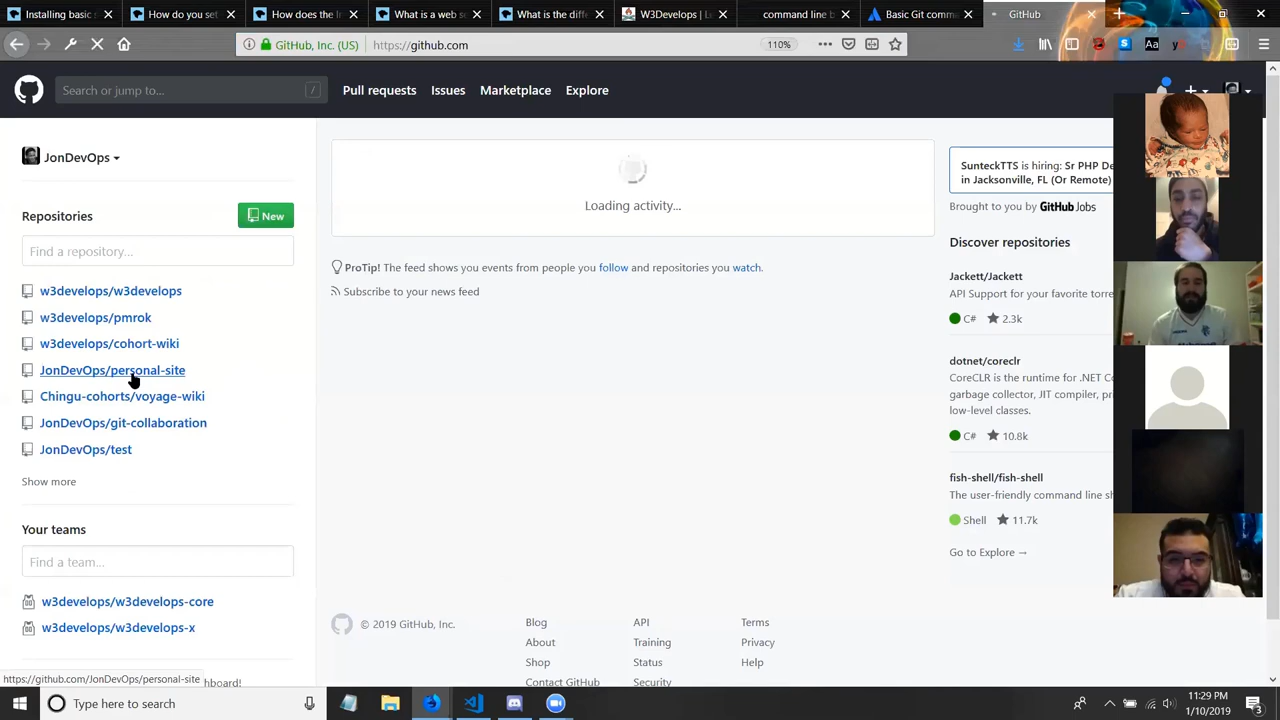 Installing basic
How do you set
How does the I
What is a web se
What is the diffe
W3Develops | Le
command line b
Basic Git comm
GitHub
GitHub, Inc. (US)
https://github.com
110%
Search or jump to...
/
Pull requests
Issues
Marketplace
Explore
JonDevOps
Repositories
New
Find a repository...
w3develops/w3develops
w3develops/pmrok
w3develops/cohort-wiki
JonDevOps/personal-site
Chingu-cohorts/voyage-wiki
JonDevOps/git-collaboration
JonDevOps/test
Show more
Your teams
Find a team...
w3develops/w3develops-core
w3develops/w3develops-x
https://github.com/JonDevOps/personal-site
hboard!
Loading activity...
ProTip! The feed shows you events from people you follow and repositories you watch.
Subscribe to your news feed
SunteckTTS is hiring: Sr PHP De
in Jacksonville, FL (Or Remote)
Brought to you by GitHub Jobs
Discover repositories
Jackett/Jackett
API Support for your favorite torre
C# 2.3k
dotnet/coreclr
CoreCLR is the runtime for .NET Co
garbage collector, JIT compiler, pr
low-level classes.
C# 10.8k
fish-shell/fish-shell
The user-friendly command line sh
Shell 11.7k
Go to Explore →
© 2019 GitHub, Inc.
Blog
About
Shop
Contact GitHub
API
Training
Status
Security
Terms
Privacy
Help
Type here to search
11:29 PM
1/10/2019
3